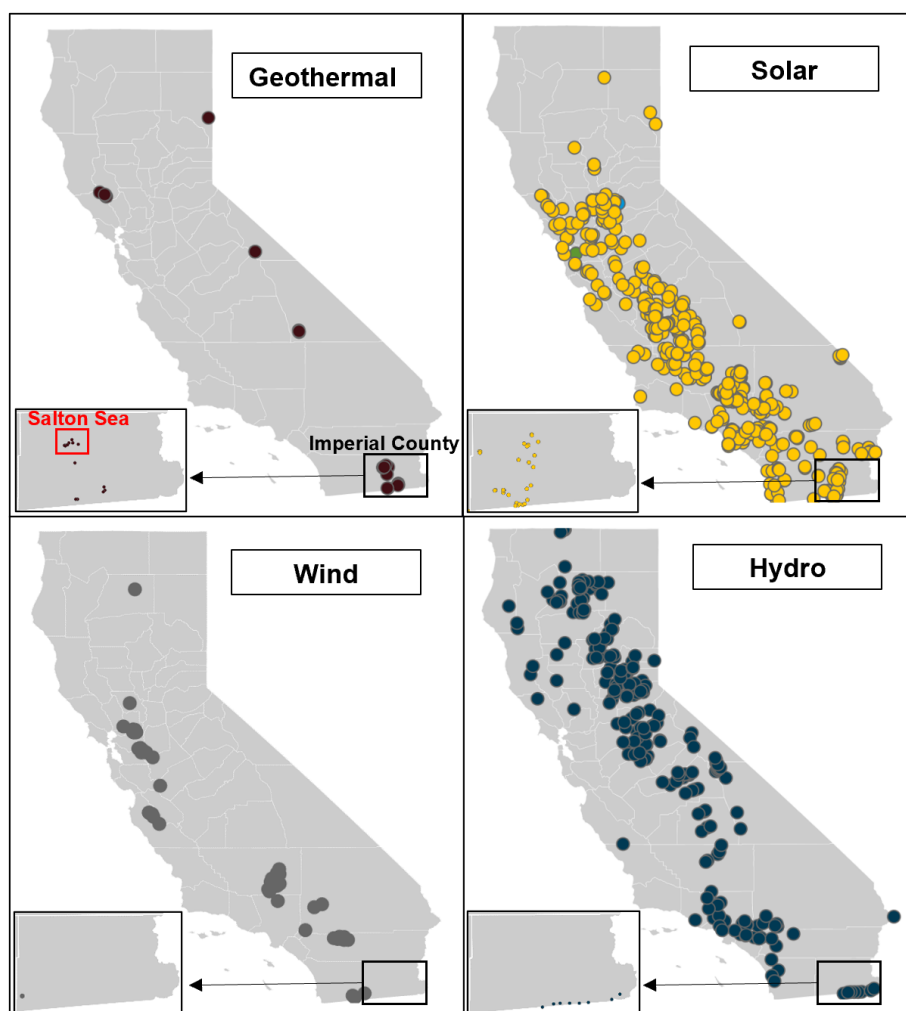 Geothermal
Solar
Salton Sea
Imperial County
Wind
Hydro